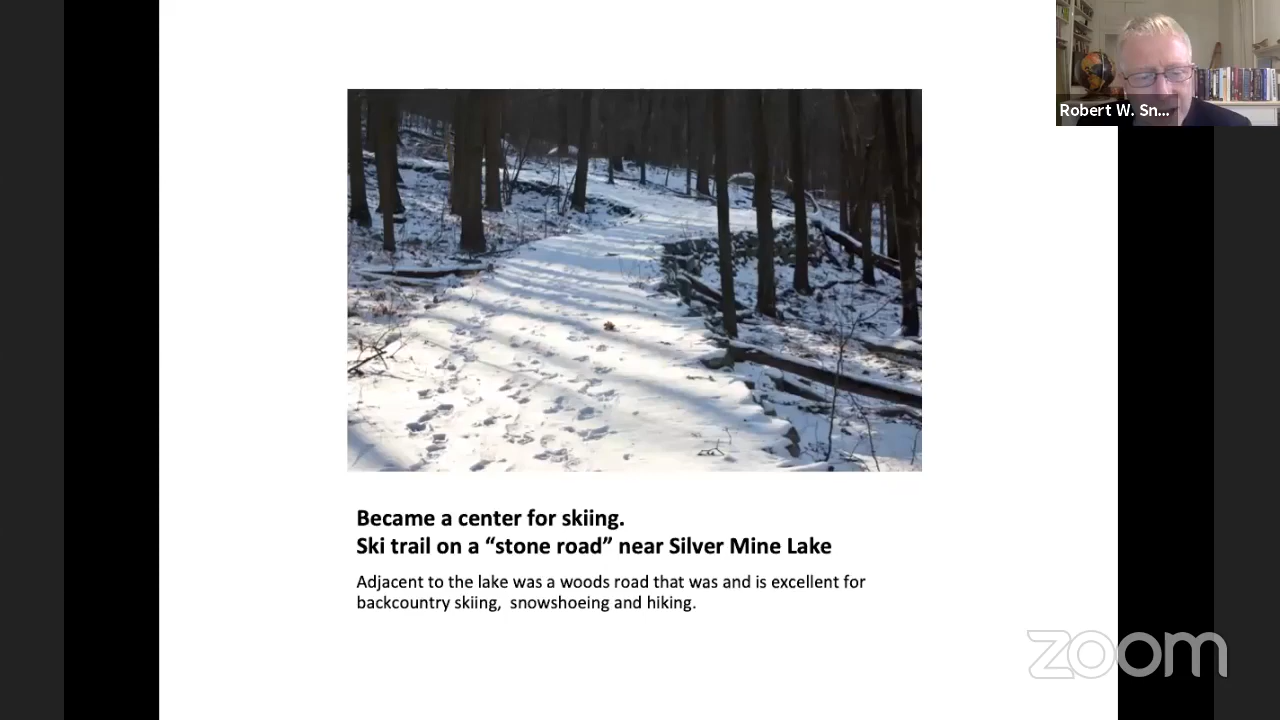 Robert W. Sn...
Became a center for skiing.
Ski trail on a “stone road” near Silver Mine Lake
Adjacent to the lake was a woods road that was and is excellent for
backcountry skiing,  snowshoeing and hiking.
zoom